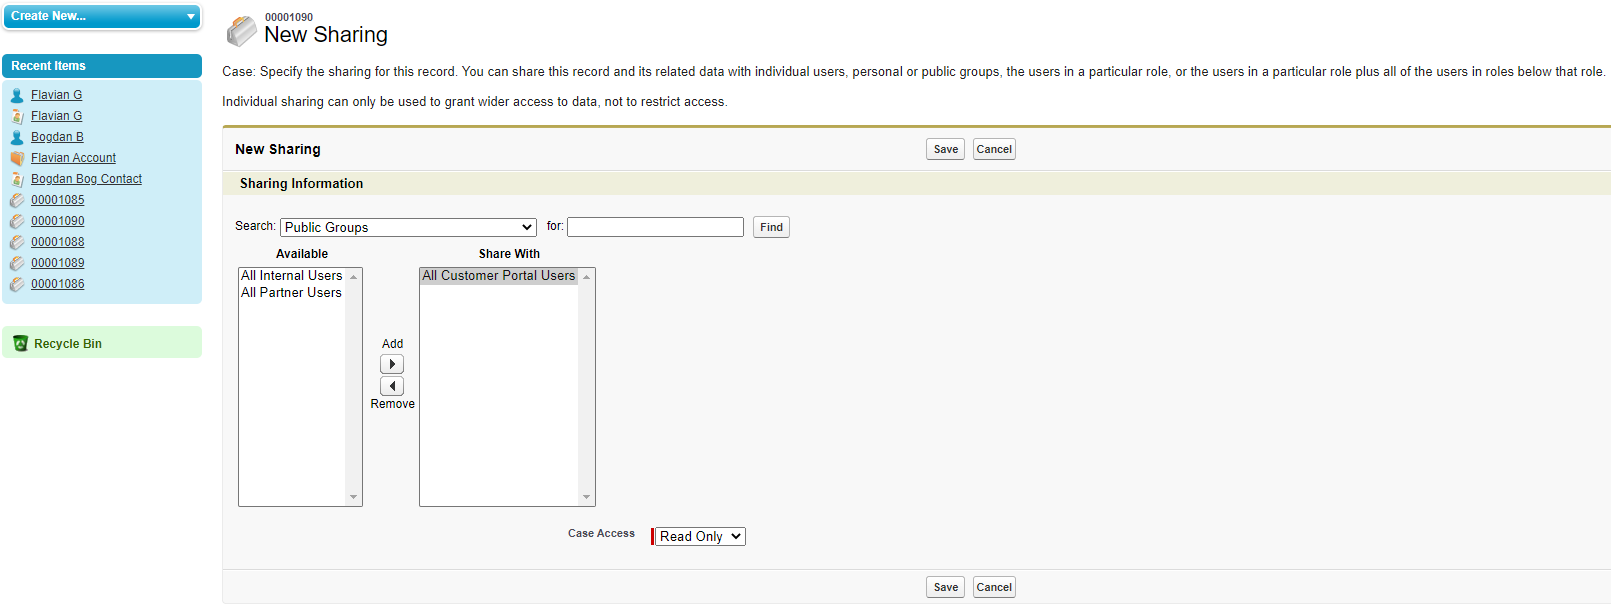 Create New...
Recent Items
Flavian G
Flavian G
Bogdan B
Flavian Account
Bogdan Bog Contact
00001085
00001090
00001088
00001089
00001086
Recycle Bin
00001090
New Sharing
Case: Specify the sharing for this record. You can share this record and its related data with individual users, personal or public groups, the users in a particular role, or the users in a particular role plus all of the users in roles below that role.
Individual sharing can only be used to grant wider access to data, not to restrict access.
New Sharing Save Cancel
Sharing Information
Search: Public Groups for: Find
Available Share With
All Internal Users All Customer Portal Users
All Partner Users
Add
Remove
Case Access Read Only
Save Cancel